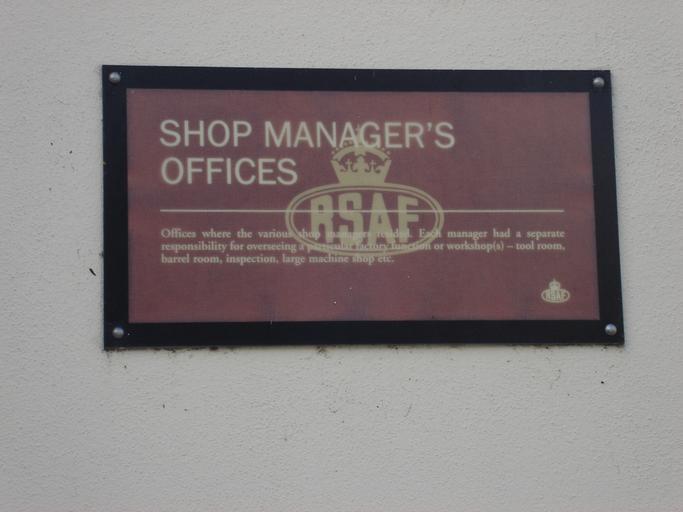 SHOP MANAGER'S
OFFICES
RSAF
Offices where the various shop managers resided. Each manager had a separate
responsibility for overseeing a particular factory function or workshop(s) – tool room,
barrel room, inspection, large machine shop etc.
RSAF